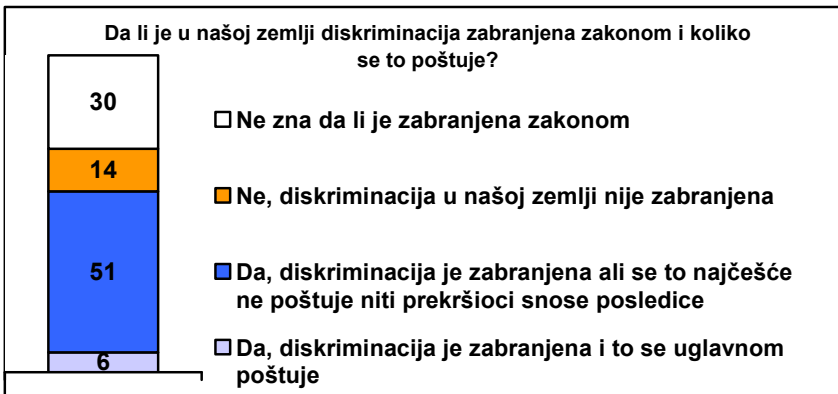 Da li je u našoj zemlji diskriminacija zabranjena zakonom i koliko
se to poštuje?
30
Ne zna da li je zabranjena zakonom
14
Ne, diskriminacija u našoj zemlji nije zabranjena
51
Da, diskriminacija je zabranjena ali se to najčešće
ne poštuje niti prekršioci snose posledice
6
Da, diskriminacija je zabranjena i to se uglavnom
poštuje